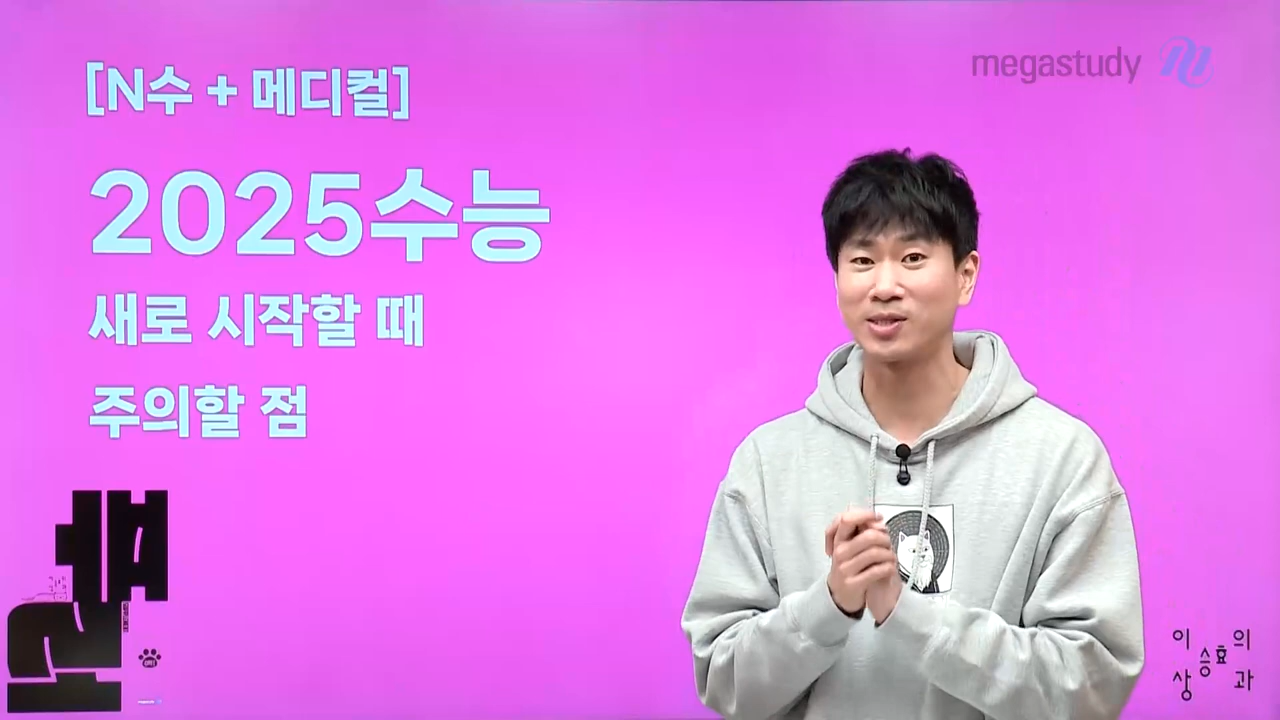 [N수 + 메디컬]
megastudy
2025수능
새로 시작할 때
주의할 점
이 의
승효
상 과